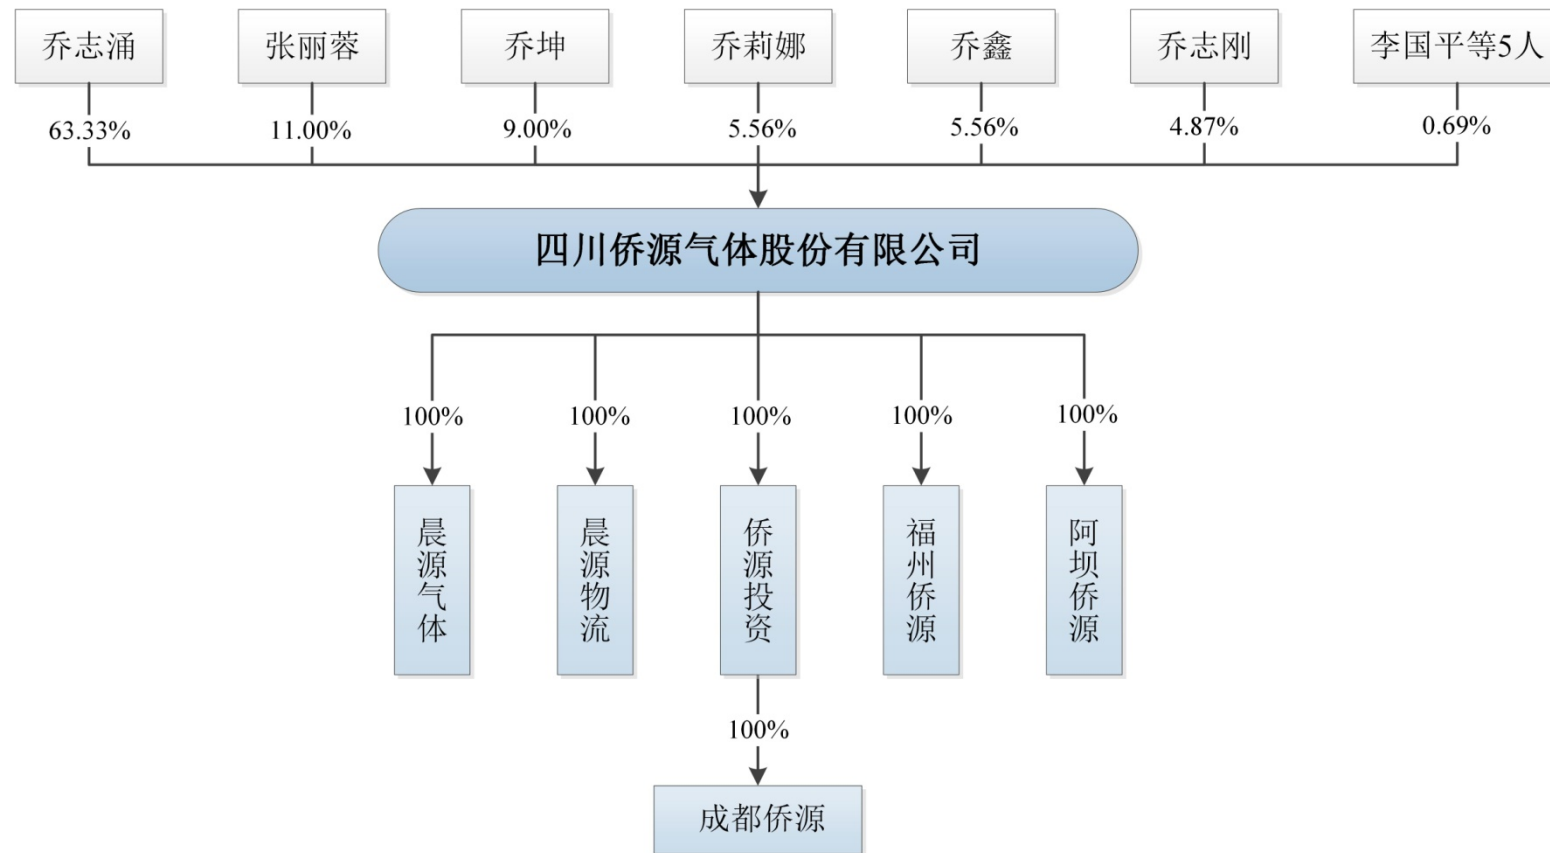 乔志涌
张丽蓉
乔坤
乔莉娜
乔鑫
乔志刚
李国平等5人
63.33%
11.00%
9.00%
5.56%
5.56%
4.87%
0.69%
四川侨源气体股份有限公司
100%
100%
100%
100%
100%
晨源气体
晨源物流
侨源投资
福州侨源
阿坝侨源
100%
成都侨源